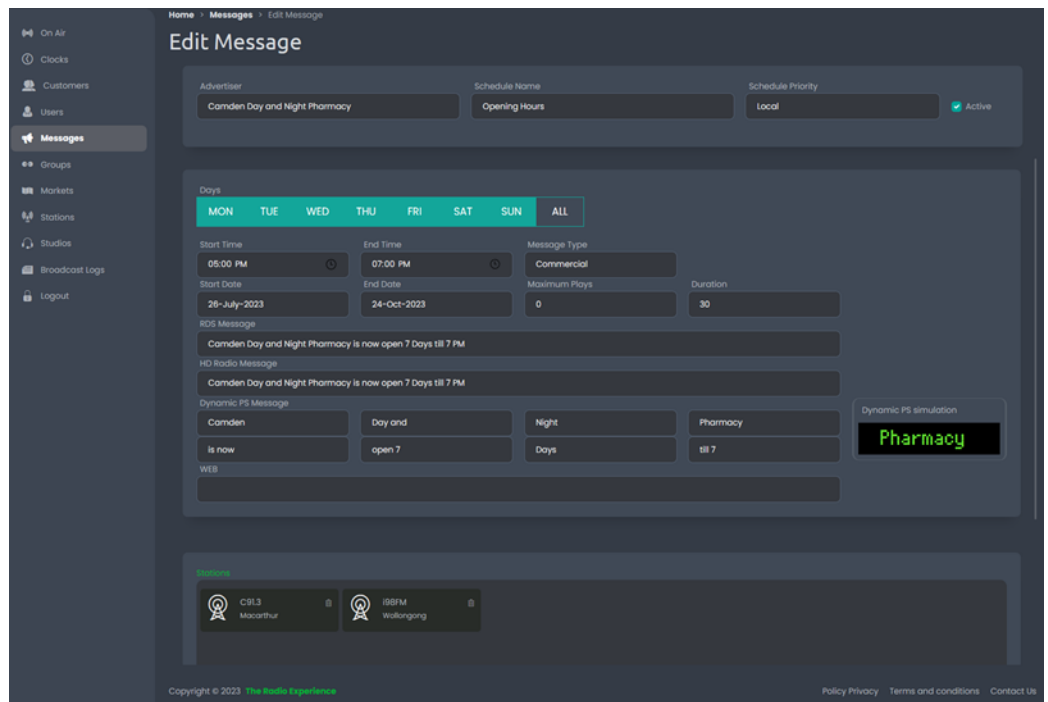 Home > Messages > Edit Message
Edit Message
On Air
Clocks
Customers
Users
Messages
Groups
Markets
Stations
Studios
Broadcast Logs
Logout
Advertiser Schedule Name Schedule Priority
Camden Day and Night Pharmacy Opening Hours Local Active
Days
MON TUE WED THU FRI SAT SUN ALL
Start Time End Time Message Type
05:00 PM 07:00 PM Commercial
Start Date End Date Maximum Plays Duration
26-July-2023 24-Oct-2023 0 30
RDS Message
Camden Day and Night Pharmacy is now open 7 Days till 7 PM
HD Radio Message
Camden Day and Night Pharmacy is now open 7 Days till 7 PM
Dynamic PS Message
Camden Day and Night Pharmacy
is now open 7 Days till 7
Dynamic PS simulation
Pharmacy
WEB
Stations
C91.3 i98FM
Macarthur Wollongong
Copyright © 2023 The Radio Experience Policy Privacy Terms and conditions Contact Us